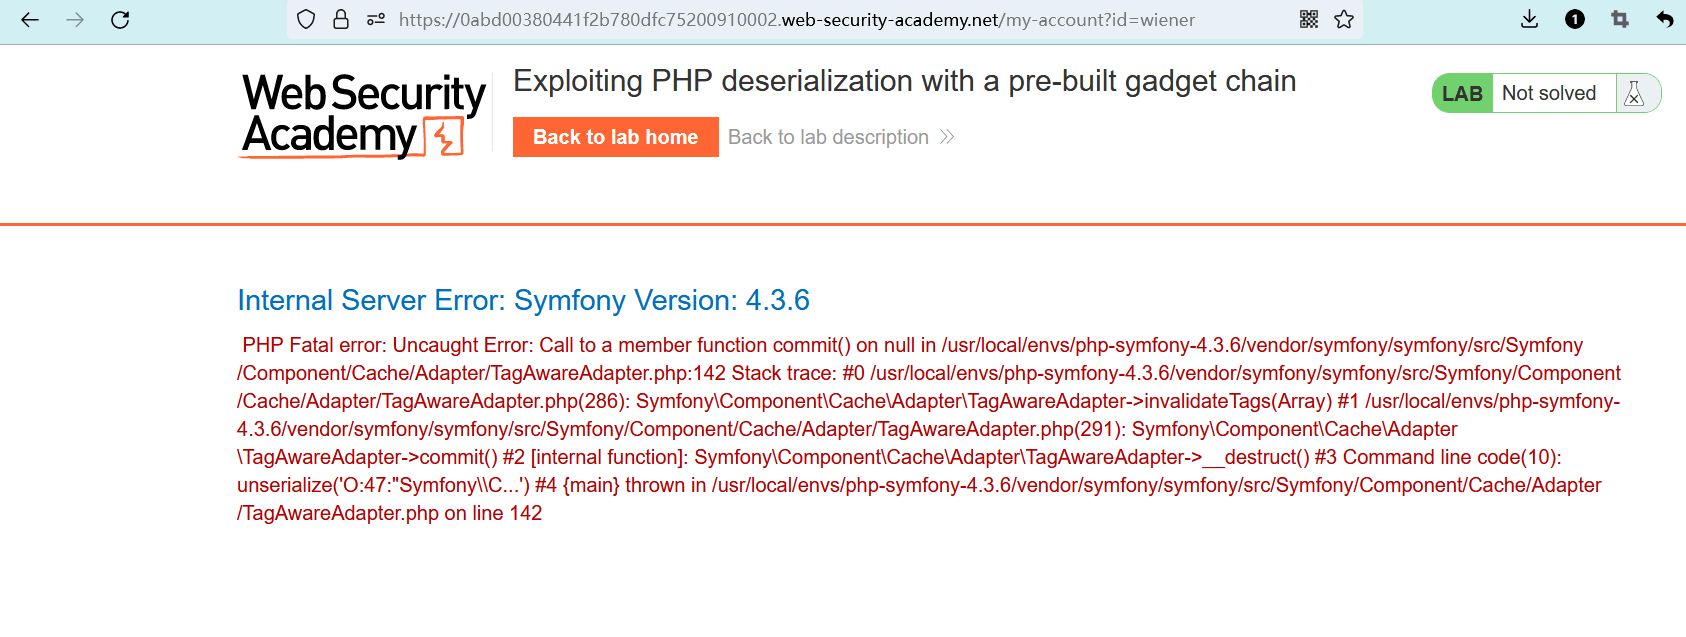 https://0abd00380441f2b780dfc75200910002.web-security-academy.net/my-account?id=wiener
1
Web Security
Academy
Exploiting PHP deserialization with a pre-built gadget chain
Back to lab home
Back to lab description
LAB
Not solved
Internal Server Error: Symfony Version: 4.3.6
PHP Fatal error: Uncaught Error: Call to a member function commit() on null in /usr/local/envs/php-symfony-4.3.6/vendor/symfony/symfony/src/Symfony
/Component/Cache/Adapter/TagAwareAdapter.php:142 Stack trace: #0 /usr/local/envs/php-symfony-4.3.6/vendor/symfony/symfony/src/Symfony/Component
/Cache/Adapter/TagAwareAdapter.php(286): Symfony\Component\Cache\Adapter\TagAwareAdapter->invalidateTags(Array) #1 /usr/local/envs/php-symfony-
4.3.6/vendor/symfony/symfony/src/Symfony/Component/Cache/Adapter/TagAwareAdapter.php(291): Symfony\Component\Cache\Adapter
\TagAwareAdapter->commit() #2 [internal function]: Symfony\Component\Cache\Adapter\TagAwareAdapter->__destruct() #3 Command line code(10):
unserialize('O:47:"Symfony\\C...') #4 {main} thrown in /usr/local/envs/php-symfony-4.3.6/vendor/symfony/symfony/src/Symfony/Component/Cache/Adapter
/TagAwareAdapter.php on line 142